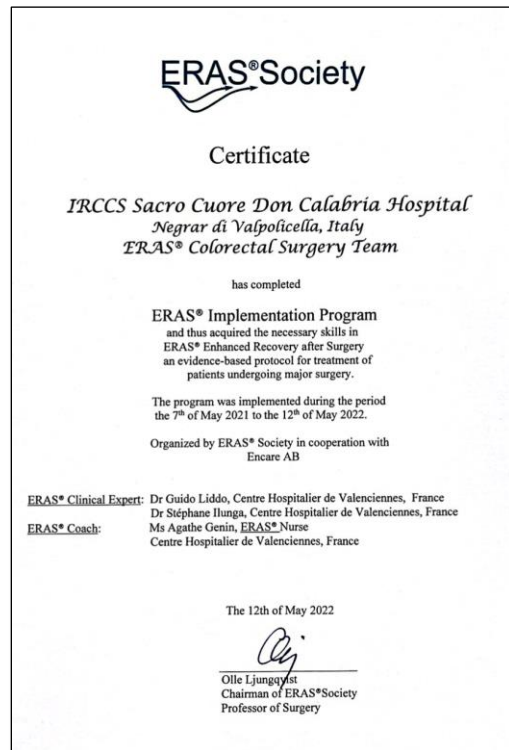 ERAS®Society
Certificate
IRCCS Sacro Cuore Don Calabria Hospital
Negrar di Valpolicella, Italy
ERAS® Colorectal Surgery Team
has completed
ERAS® Implementation Program
and thus acquired the necessary skills in
ERAS® Enhanced Recovery after Surgery
an evidence-based protocol for treatment of
patients undergoing major surgery.
The program was implemented during the period
the 7th of May 2021 to the 12th of May 2022.
Organized by ERAS® Society in cooperation with
Encare AB
ERAS® Clinical Expert: Dr Guido Liddo, Centre Hospitalier de Valenciennes, France
Dr Stéphane Ilunga, Centre Hospitalier de Valenciennes, France
ERAS® Coach: Ms Agathe Genin, ERAS® Nurse
Centre Hospitalier de Valenciennes, France
The 12th of May 2022
Olle Ljungqvist
Chairman of ERAS®Society
Professor of Surgery